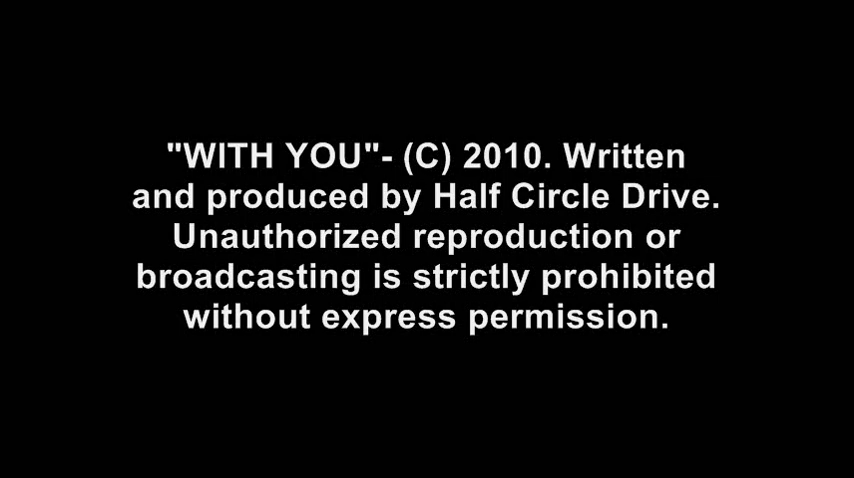 "WITH YOU"- (C) 2010. Written
and produced by Half Circle Drive.
Unauthorized reproduction or
broadcasting is strictly prohibited
without express permission.